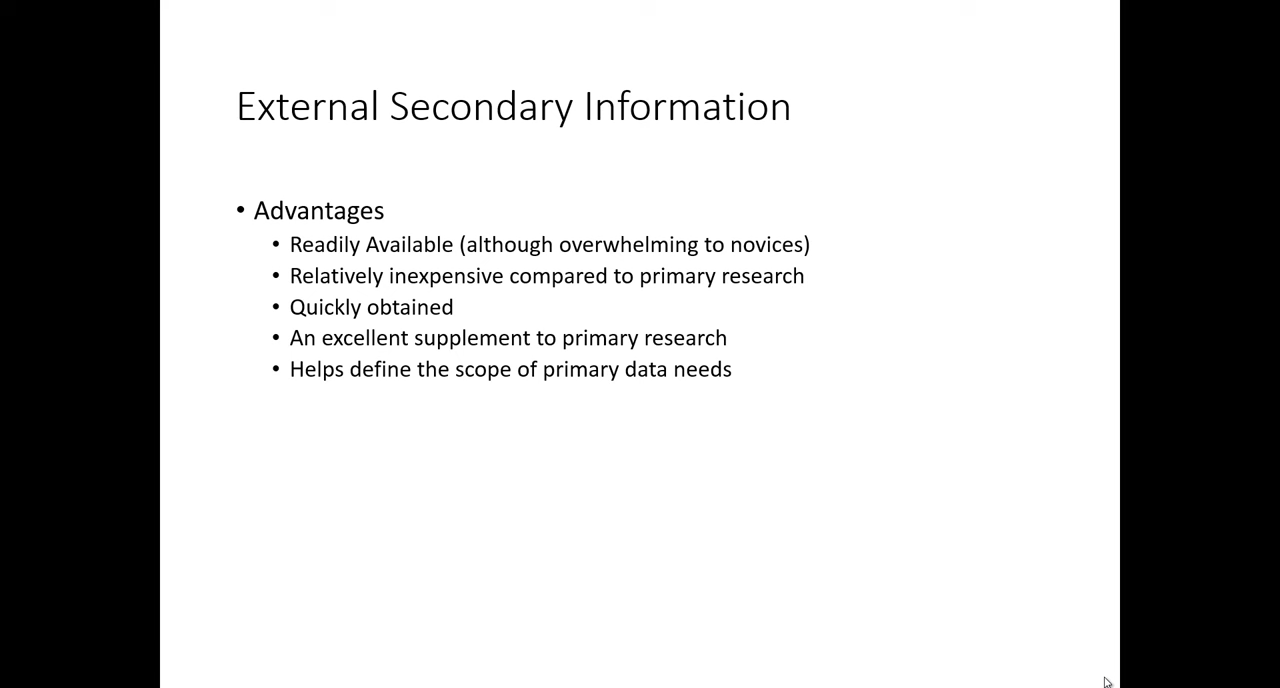 External Secondary Information
• Advantages
• Readily Available (although overwhelming to novices)
• Relatively inexpensive compared to primary research
• Quickly obtained
• An excellent supplement to primary research
• Helps define the scope of primary data needs